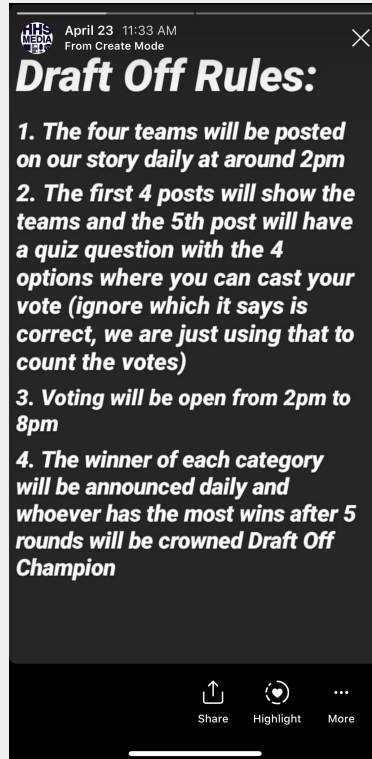 HHS
MEDIA
April 23 11:33 AM
From Create Mode
Draft Off Rules:
1. The four teams will be posted
on our story daily at around 2pm
2. The first 4 posts will show the
teams and the 5th post will have
a quiz question with the 4
options where you can cast your
vote (ignore which it says is
correct, we are just using that to
count the votes)
3. Voting will be open from 2pm to
8pm
4. The winner of each category
will be announced daily and
whoever has the most wins after 5
rounds will be crowned Draft Off
Champion
Share Highlight More